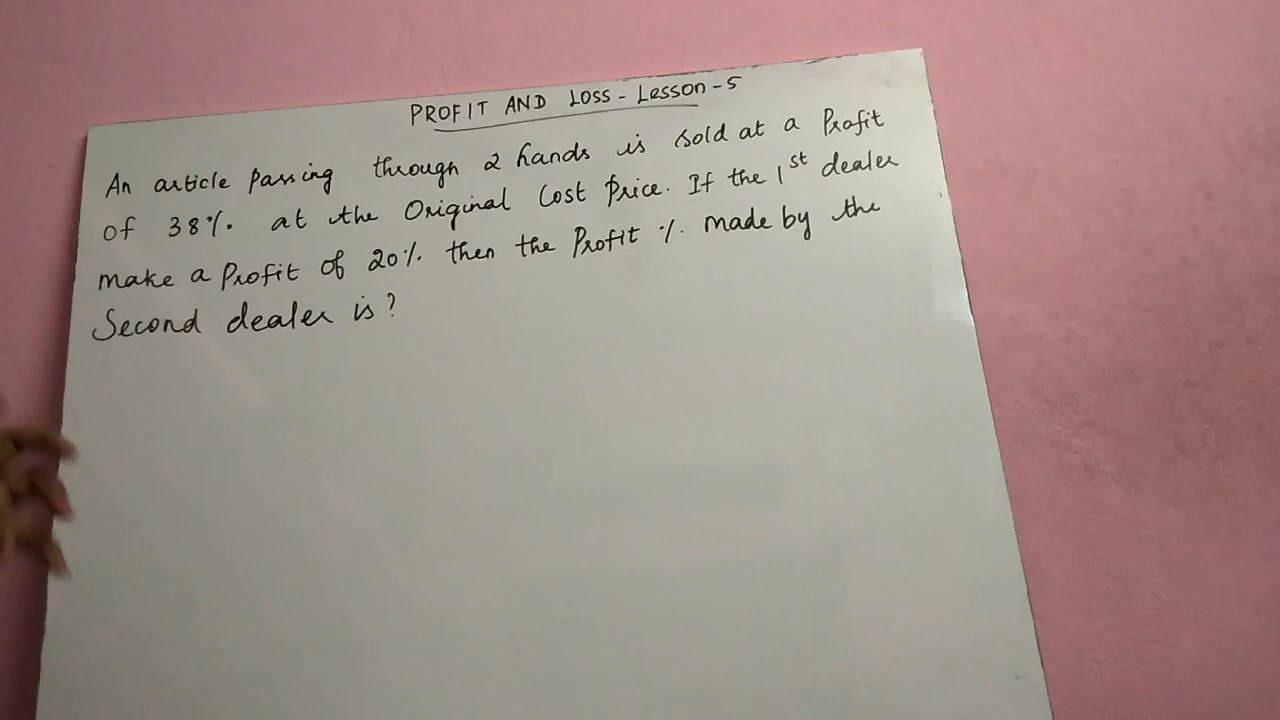 PROFIT AND LOSS - Lesson - 5
An article passing through 2 hands is sold at a Profit
of 38%. at the Original Cost Price. If the 1st dealer
make a Profit of 20%. then the Profit %. made by the
Second dealer is?